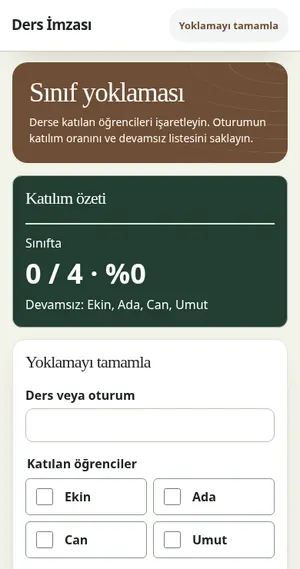 Ders İmzası
Yoklamayı tamamla
Sınıf yoklaması
Derse katılan öğrencileri işaretleyin. Oturumun
katılım oranını ve devamsız listesini saklayın.
Katılım özeti
Sınıfta
0 / 4 · %0
Devamsız: Ekin, Ada, Can, Umut
Yoklamayı tamamla
Ders veya oturum
Katılan öğrenciler
Ekin
Ada
Can
Umut